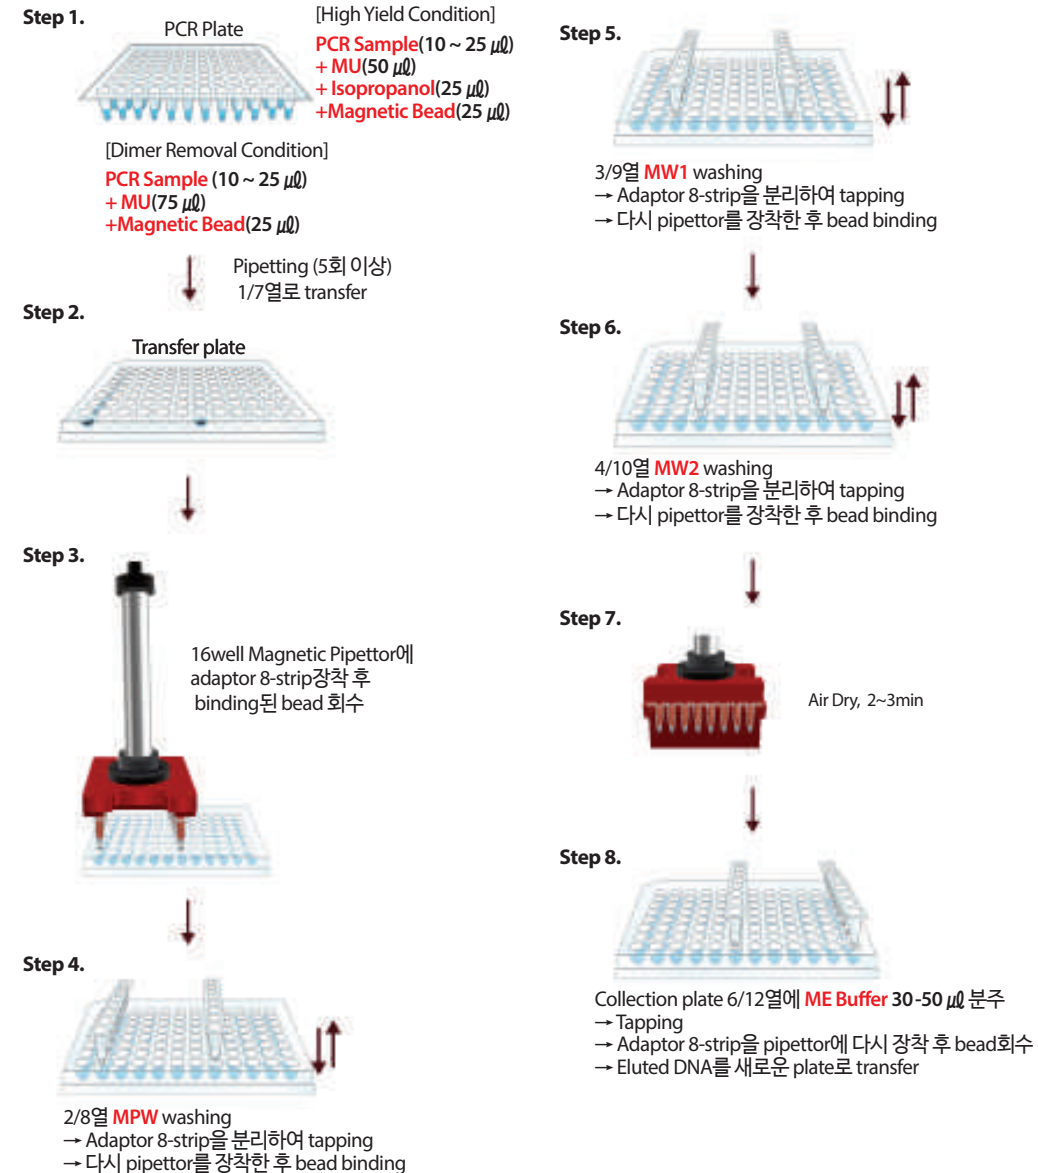 Step 1.
PCR Plate
[High Yield Condition]
PCR Sample(10 ~ 25 ㎕)
+ MU(50 ㎕)
+ Isopropanol(25 ㎕)
+Magnetic Bead(25 ㎕)
[Dimer Removal Condition]
PCR Sample (10 ~ 25 ㎕)
+ MU(75 ㎕)
+Magnetic Bead(25 ㎕)
Pipetting (5회 이상)
1/7열로 transfer
Step 2.
Transfer plate
Step 3.
16well Magnetic Pipettor에
adaptor 8-strip장착 후
binding된 bead 회수
Step 4.
2/8열 MPW washing
→ Adaptor 8-strip을 분리하여 tapping
→ 다시 pipettor를 장착한 후 bead binding
Step 5.
3/9열 MW1 washing
→ Adaptor 8-strip을 분리하여 tapping
→ 다시 pipettor를 장착한 후 bead binding
Step 6.
4/10열 MW2 washing
→ Adaptor 8-strip을 분리하여 tapping
→ 다시 pipettor를 장착한 후 bead binding
Step 7.
Air Dry, 2~3min
Step 8.
Collection plate 6/12열에 ME Buffer 30 -50 ㎕ 분주
→ Tapping
→ Adaptor 8-strip을 pipettor에 다시 장착 후 bead회수
→ Eluted DNA를 새로운 plate로 transfer